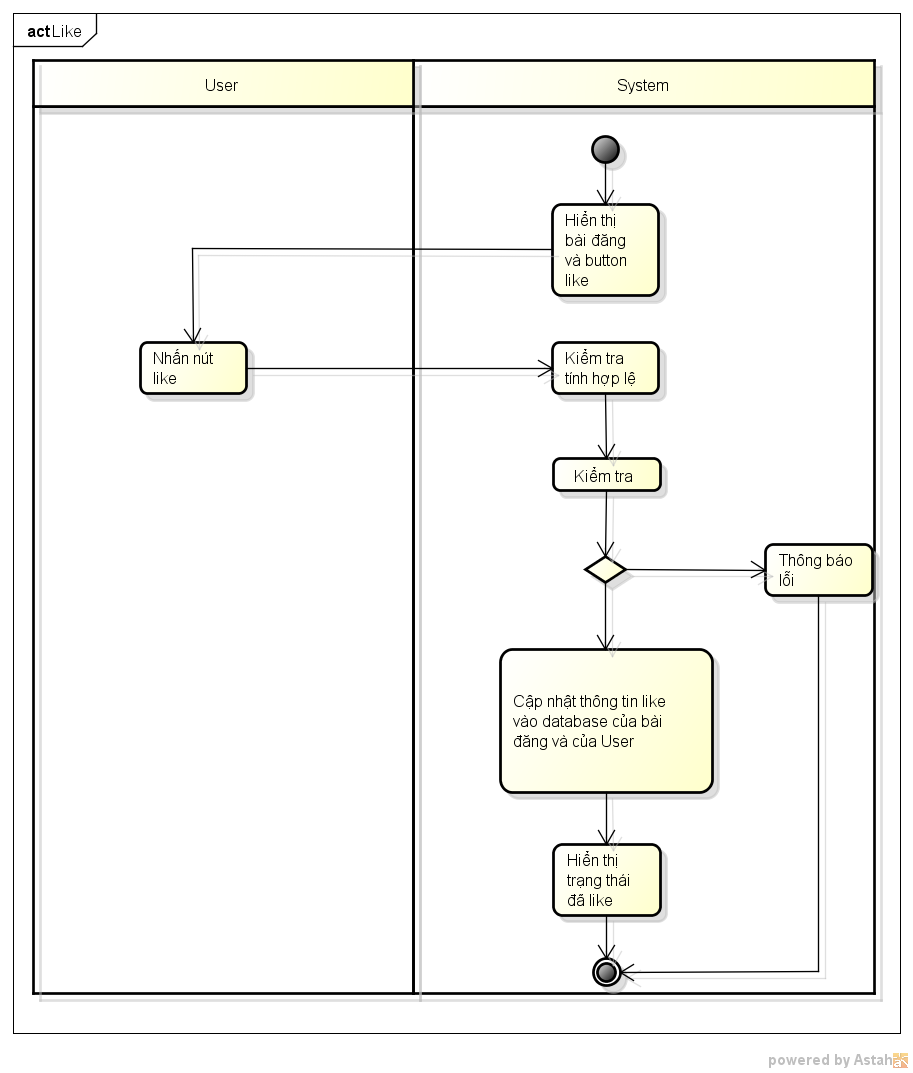 act Like
User
System
Hiển thị
bài đăng
và button
like
Nhấn nút
like
Kiểm tra
tính hợp lệ
Kiểm tra
Thông báo
lỗi
Cập nhật thông tin like
vào database của bài
đăng và của User
Hiển thị
trạng thái
đã like
powered by Astah